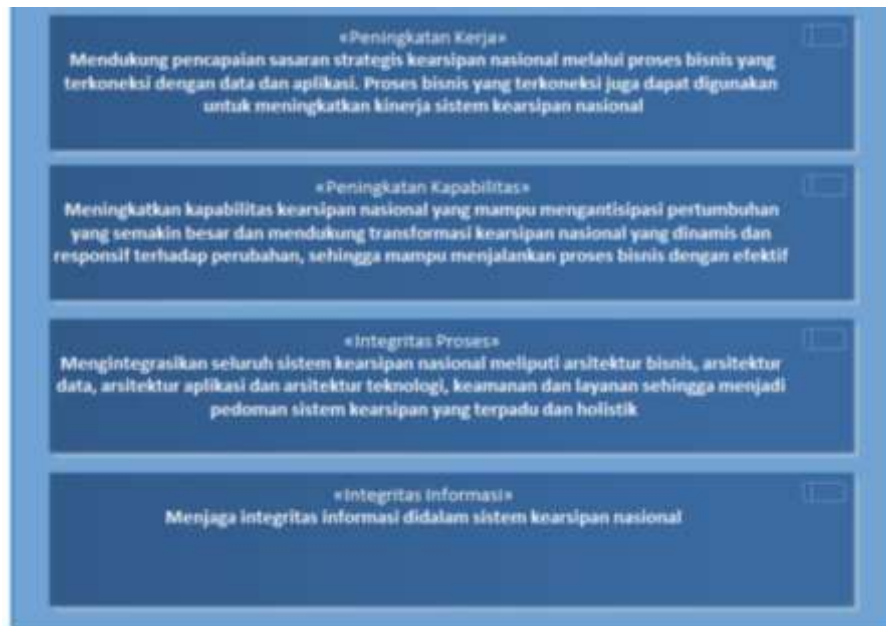 «Peningkatan Kerja»
Mendukung pencapaian sasaran strategis kearsipan nasional melalui proses bisnis yang
terkoneksi dengan data dan aplikasi. Proses bisnis yang terkoneksi juga dapat digunakan
untuk meningkatkan kinerja sistem kearsipan nasional
«Peningkatan Kapabilitas»
Meningkatkan kapabilitas kearsipan nasional yang mampu mengantisipasi pertumbuhan
yang semakin besar dan mendukung transformasi kearsipan nasional yang dinamis dan
responsif terhadap perubahan, sehingga mampu menjalankan proses bisnis dengan efektif
«Integritas Proses»
Mengintegrasikan seluruh sistem kearsipan nasional meliputi arsitektur bisnis, arsitektur
data, arsitektur aplikasi dan arsitektur teknologi, keamanan dan layanan sehingga menjadi
pedoman sistem kearsipan yang terpadu dan holistik
«Integritas Informasi»
Menjaga integritas informasi didalam sistem kearsipan nasional